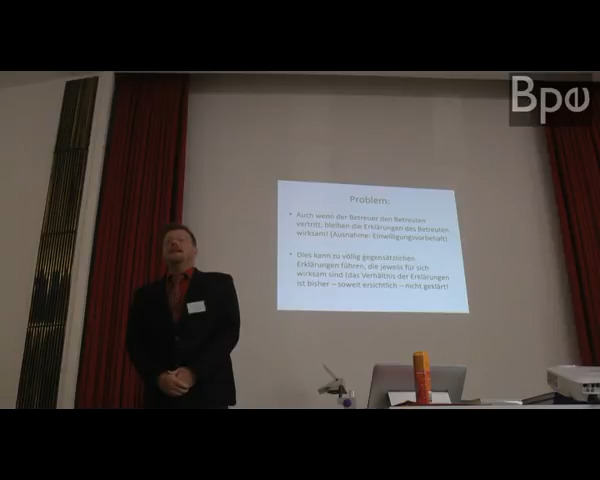 Bpe
Problem:
• Auch wenn der Betreuer den Betreuten
vertritt, bleiben die Erklärungen des Betreuten
wirksam! (Ausnahme: Einwilligungsvorbehalt)
• Dies kann zu völlig gegensätzlichen
Erklärungen führen, die jeweils für sich
wirksam sind (das Verhältnis der Erklärungen
ist bisher – soweit ersichtlich – nicht geklärt!